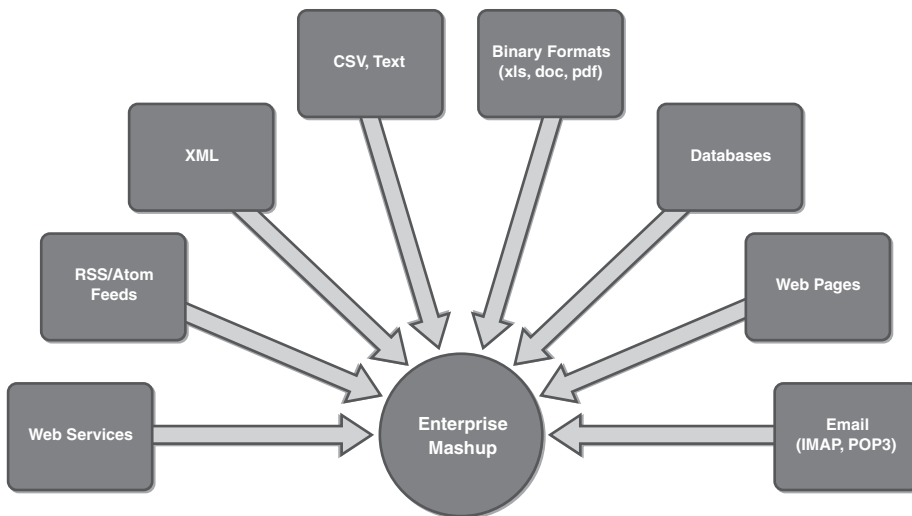 Web Services
RSS/Atom
Feeds
XML
CSV, Text
Binary Formats
(xls, doc, pdf)
Databases
Web Pages
Email
(IMAP, POP3)
Enterprise
Mashup